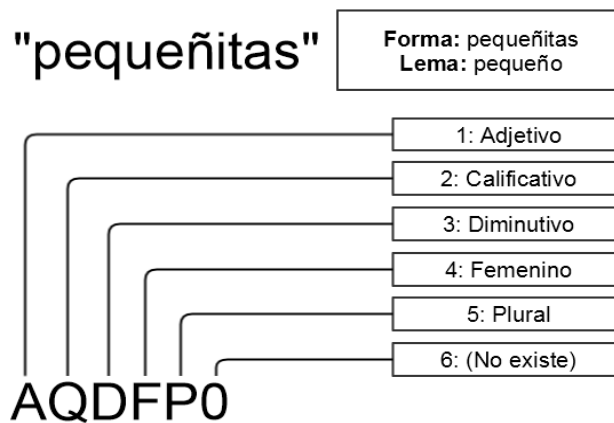 "pequeñitas"
Forma: pequeñitas
Lema: pequeño
1: Adjetivo
2: Calificativo
3: Diminutivo
4: Femenino
5: Plural
6: (No existe)
AQDFP0